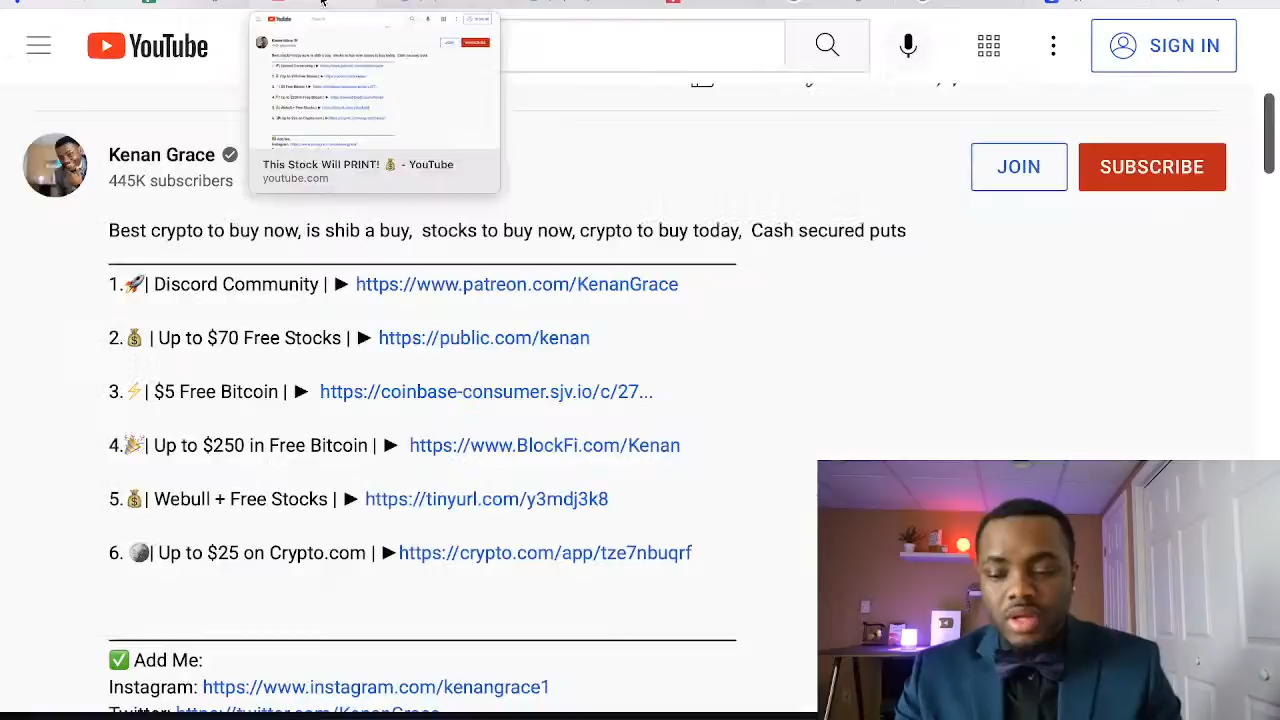 YouTube
SIGN IN
This Stock Will PRINT! 💰 - YouTube
youtube.com
Kenan Grace
445K subscribers
JOIN
SUBSCRIBE
Best crypto to buy now, is shib a buy, stocks to buy now, crypto to buy today, Cash secured puts
1.🚀| Discord Community | ► https://www.patreon.com/KenanGrace
2.💰 | Up to $70 Free Stocks | ► https://public.com/kenan
3.⚡| $5 Free Bitcoin | ► https://coinbase-consumer.sjv.io/c/27...
4.🎉| Up to $250 in Free Bitcoin | ► https://www.BlockFi.com/Kenan
5.💰| Webull + Free Stocks | ► https://tinyurl.com/y3mdj3k8
6. 🌑| Up to $25 on Crypto.com | ►https://crypto.com/app/tze7nbuqrf
✅ Add Me:
Instagram: https://www.instagram.com/kenangrace1
Twitter: https://twitter.com/KenanGrace